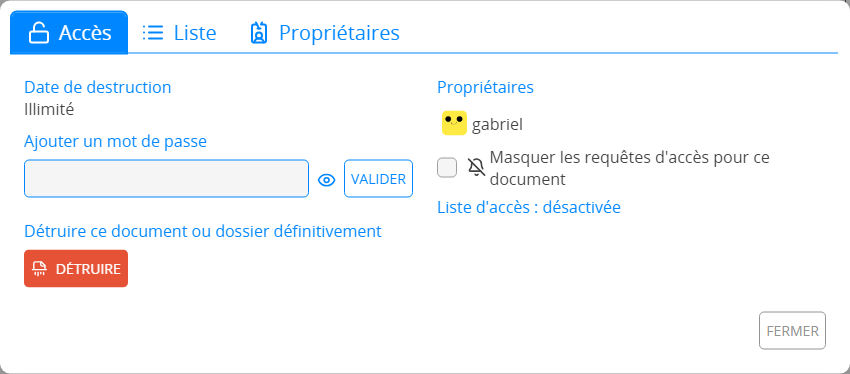 Accès
Liste
Propriétaires
Date de destruction
Illimité
Ajouter un mot de passe
VALIDER
Détruire ce document ou dossier définitivement
DÉTRUIRE
Propriétaires
gabriel
Masquer les requêtes d'accès pour ce
document
Liste d'accès : désactivée
FERMER